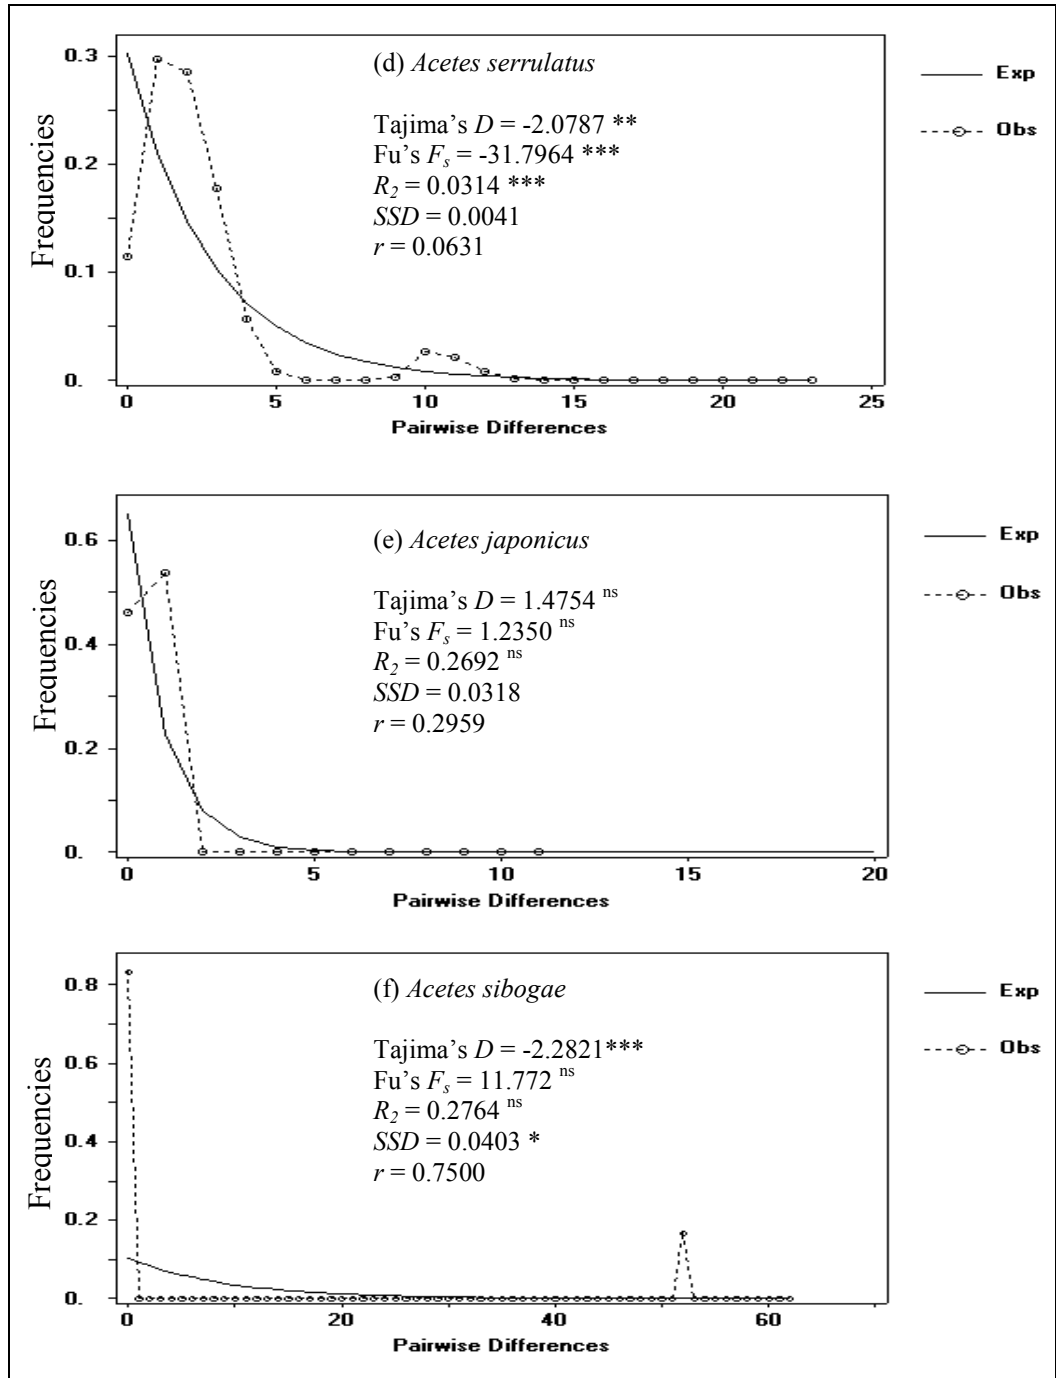 0.3
0.2
0.1
0.
Frequencies
(d) Acetes serrulatus
Tajima's D = -2.0787 **
Fu's Fs = -31.7964 ***
R2 = 0.0314 ***
SSD = 0.0041
r = 0.0631
Exp
Obs
0 5 10 15 20 25
Pairwise Differences
0.6
0.4
0.2
0.
Frequencies
(e) Acetes japonicus
Tajima's D = 1.4754 ns
Fu's Fs = 1.2350 ns
R2 = 0.2692 ns
SSD = 0.0318
r = 0.2959
Exp
Obs
0 5 10 15 20
Pairwise Differences
0.8
0.6
0.4
0.2
0.
Frequencies
(f) Acetes sibogae
Tajima's D = -2.2821***
Fu's Fs = 11.772 ns
R2 = 0.2764 ns
SSD = 0.0403 *
r = 0.7500
Exp
Obs
0 20 40 60
Pairwise Differences